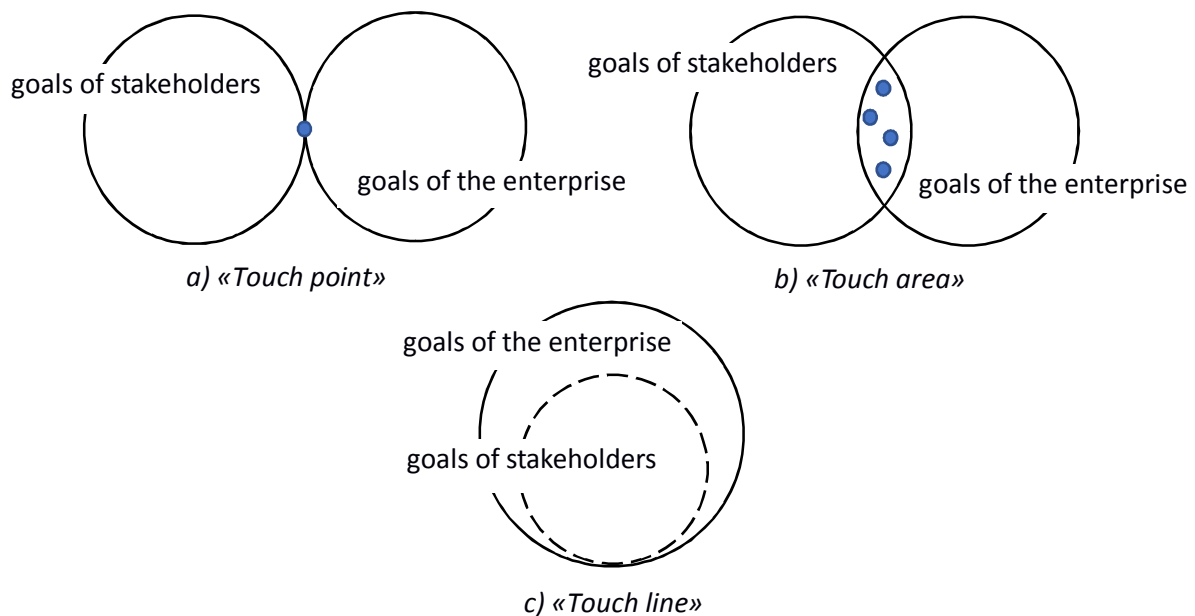 goals of stakeholders
goals of the enterprise
a) «Touch point»
goals of stakeholders
goals of the enterprise
b) «Touch area»
goals of the enterprise
goals of stakeholders
c) «Touch line»